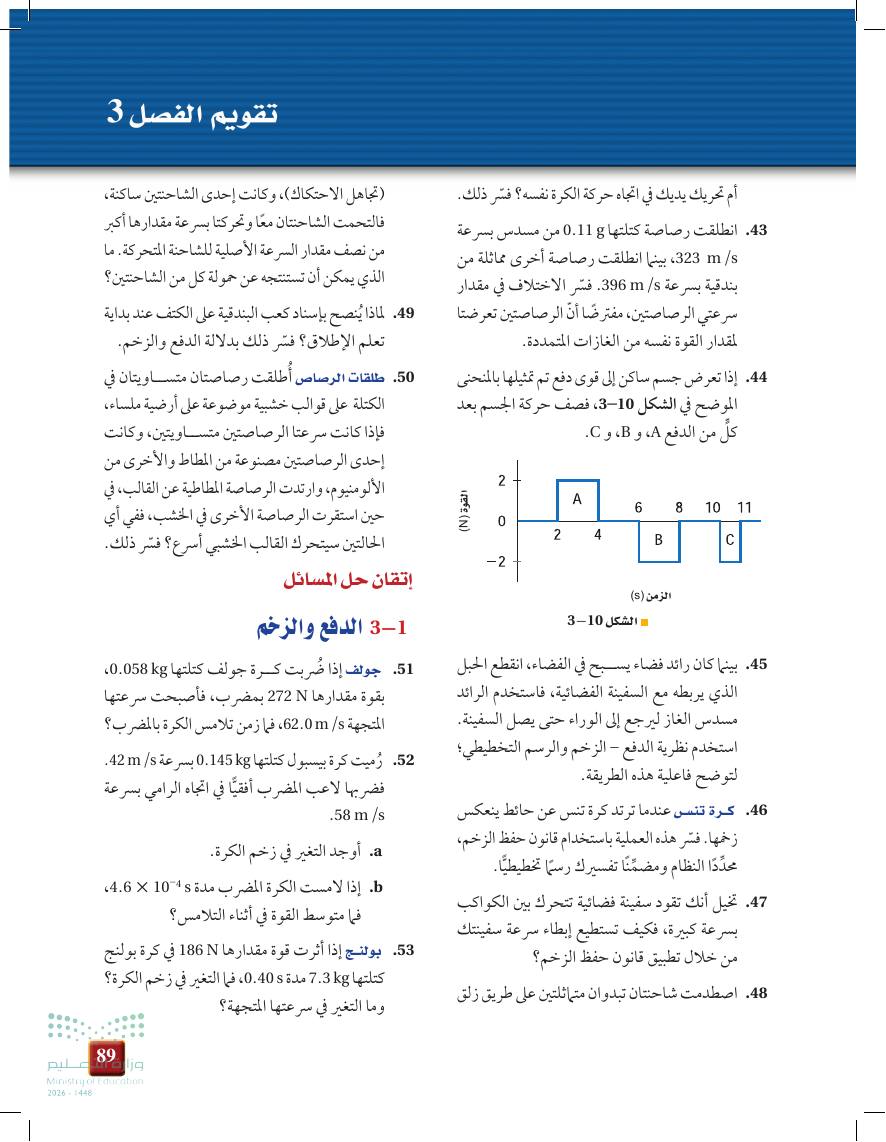 تقويم الفصل 3
أم تحريك يديك في اتجاه حركة الكرة نفسه؟ فسّر ذلك.
43. انطلقت رصاصة كتلتها 0.11 g من مسدس بسرعة
323 m/s، بينما انطلقت رصاصة أخرى مماثلة من
بندقية بسرعة 396 m/s. فسّر الاختلاف في مقدار
سرعتي الرصاصتين، مفترضًا أنّ الرصاصتين تعرضتا
لمقدار القوة نفسه من الغازات المتمددة.
44. إذا تعرض جسم ساكن إلى قوى دفع تم تمثيلها بالمنحنى
الموضح في الشكل 10–3، فصف حركة الجسم بعد
كلٍّ من الدفع A، و B، و C.
القوة (N)
2
0
−2
A
B
C
2
4
6
8
10
11
الزمن (s)
الشكل 10–3
45. بينما كان رائد فضاء يسبح في الفضاء، انقطع الحبل
الذي يربطه مع السفينة الفضائية، فاستخدم الرائد
مسدس الغاز ليرجع إلى الوراء حتى يصل السفينة.
استخدم نظرية الدفع – الزخم والرسم التخطيطي؛
لتوضح فاعلية هذه الطريقة.
46. كرة تنس عندما ترتد كرة تنس عن حائط ينعكس
زخمها. فسّر هذه العملية باستخدام قانون حفظ الزخم،
محدِّدًا النظام ومضمِّنًا تفسيرك رسمًا تخطيطيًّا.
47. تخيل أنك تقود سفينة فضائية تتحرك بين الكواكب
بسرعة كبيرة، فكيف تستطيع إبطاء سرعة سفينتك
من خلال تطبيق قانون حفظ الزخم؟
48. اصطدمت شاحنتان تبدوان متماثلتين على طريق زلق
(تجاهل الاحتكاك)، وكانت إحدى الشاحنتين ساكنة،
فالتحمت الشاحنتان معًا وتحركتا بسرعة مقدارها أكبر
من نصف مقدار السرعة الأصلية للشاحنة المتحركة. ما
الذي يمكن أن تستنتجه عن حمولة كل من الشاحنتين؟
49. لماذا يُنصح بإسناد كعب البندقية على الكتف عند بداية
تعلم الإطلاق؟ فسّر ذلك بدلالة الدفع والزخم.
50. طلقات الرصاص أُطلقت رصاصتان متساويتان في
الكتلة على قوالب خشبية موضوعة على أرضية ملساء،
فإذا كانت سرعتا الرصاصتين متساويتين، وكانت
إحدى الرصاصتين مصنوعة من المطاط والأخرى من
الألومنيوم، وارتدت الرصاصة المطاطية عن القالب، في
حين استقرت الرصاصة الأخرى في الخشب، ففي أي
الحالتين سيتحرك القالب الخشبي أسرع؟ فسّر ذلك.
إتقان حل المسائل
3–1 الدفع والزخم
51. جولف إذا ضُربت كرة جولف كتلتها 0.058 kg،
بقوة مقدارها 272 N بمضرب، فأصبحت سرعتها
المتجهة 62.0 m/s، فما زمن تلامس الكرة بالمضرب؟
52. رُميت كرة بيسبول كتلتها 0.145 kg بسرعة 42 m/s.
فضربها لاعب المضرب أفقيًّا في اتجاه الرامي بسرعة
58 m/s.
a. أوجد التغير في زخم الكرة.
b. إذا لامست الكرة المضرب مدة 4.6 × 10⁻⁴ s،
فما متوسط القوة في أثناء التلامس؟
53. بولنج إذا أثرت قوة مقدارها 186 N في كرة بولنج
كتلتها 7.3 kg مدة 0.40 s، فما التغير في زخم الكرة؟
وما التغير في سرعتها المتجهة؟
وزارة التعليم
Ministry of Education
2026 - 1448
89